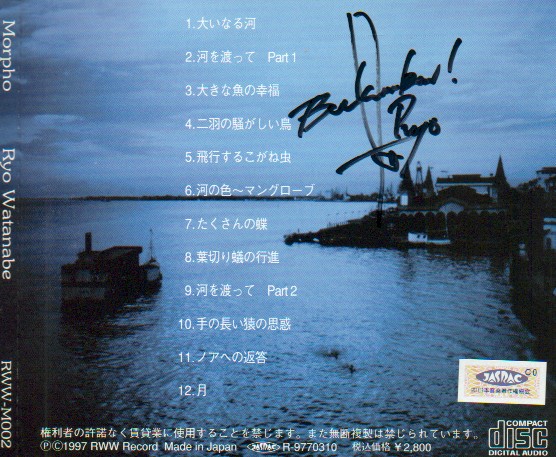 Morpho Ryo Watanabe RWW-M002
1.大いなる河
2.河を渡って Part1
3.大きな魚の幸福
4.二羽の騒がしい鳥
5.飛行するこがね虫
6.河の色～マングローブ
7.たくさんの蝶
8.葉切り蟻の行進
9.河を渡って Part2
10.手の長い猿の思惑
11.ノアへの返答
12.月
Ryo
JASRAC
C0
COMPACT
disc
DIGITAL AUDIO
権利者の許諾なく賃貸業に使用することを禁じます。また無断複製は禁じられています。
ⓅⒸ1997 RWW Record Made in Japan JASRAC R-9770310 税込価格￥2,800